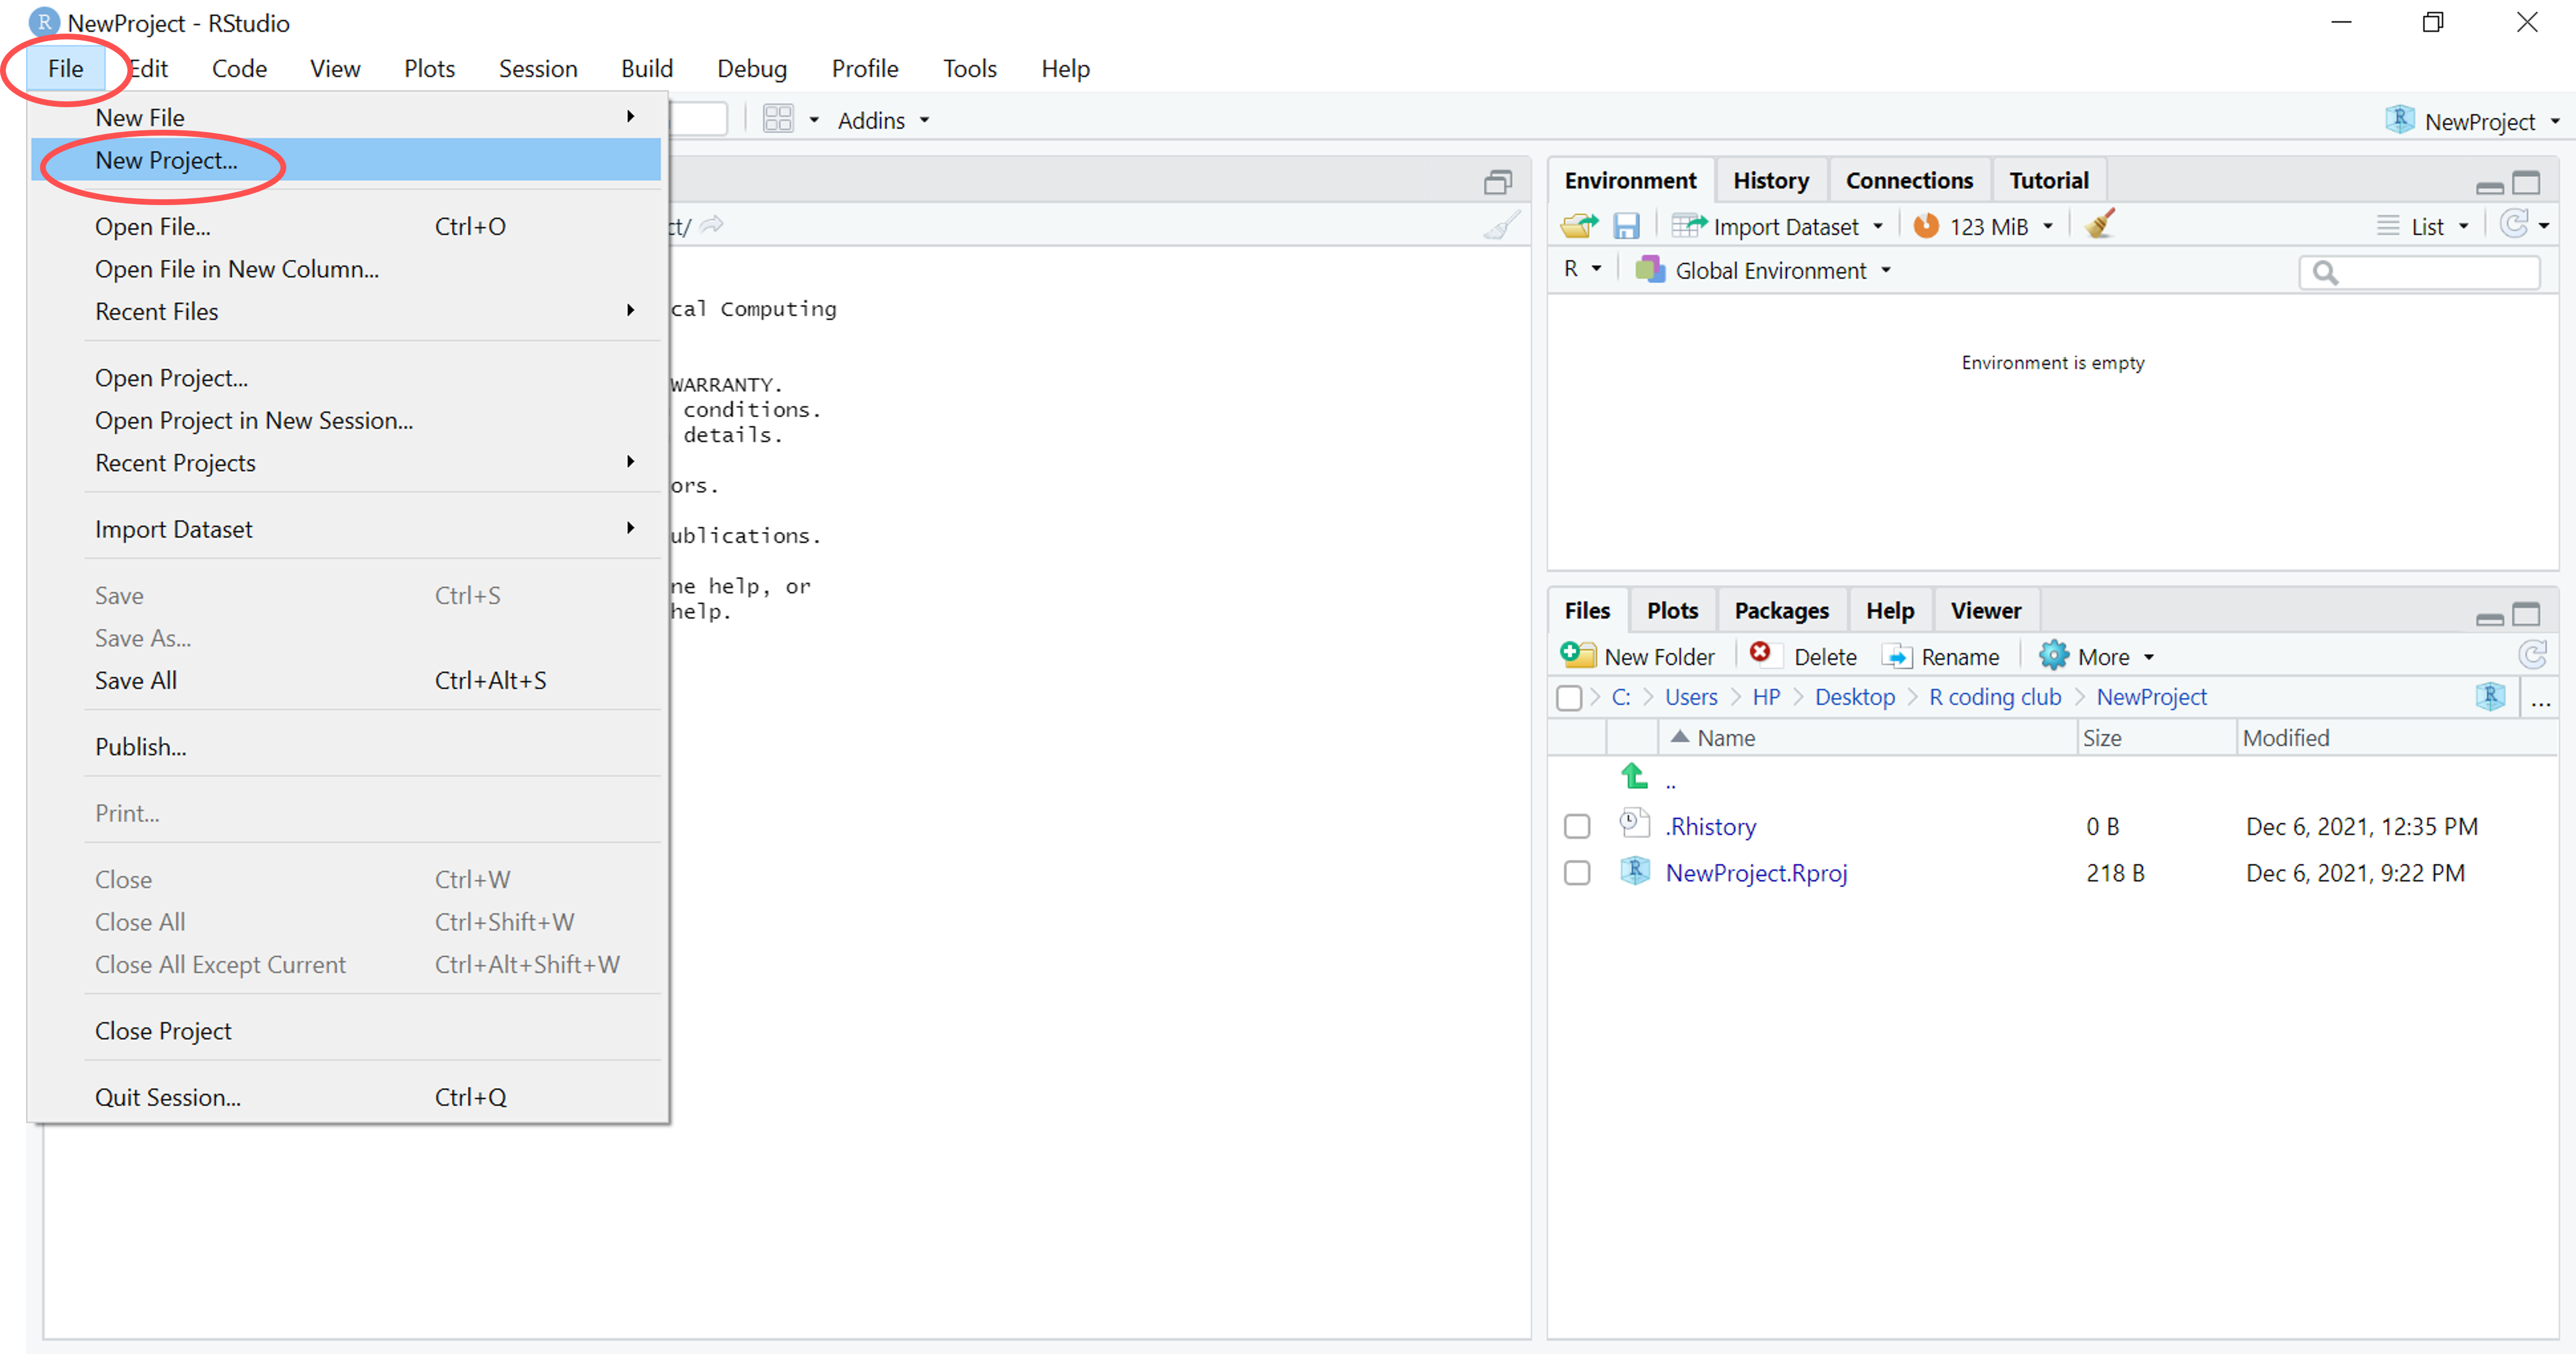 R NewProject - RStudio
File Edit Code View Plots Session Build Debug Profile Tools Help
Addins NewProject
New File
New Project...
Open File... Ctrl+O
Open File in New Column...
Recent Files
Open Project...
Open Project in New Session...
Recent Projects
Import Dataset
Save Ctrl+S
Save As...
Save All Ctrl+Alt+S
Publish...
Print...
Close Ctrl+W
Close All Ctrl+Shift+W
Close All Except Current Ctrl+Alt+Shift+W
Close Project
Quit Session... Ctrl+Q
ct/
cal Computing
WARRANTY.
conditions.
details.
ors.
ublications.
ne help, or
help.
Environment History Connections Tutorial
Import Dataset 123 MiB List
R Global Environment
Environment is empty
Files Plots Packages Help Viewer
New Folder Delete Rename More
C: Users HP Desktop R coding club NewProject R ...
Name Size Modified
..
.Rhistory 0 B Dec 6, 2021, 12:35 PM
NewProject.Rproj 218 B Dec 6, 2021, 9:22 PM